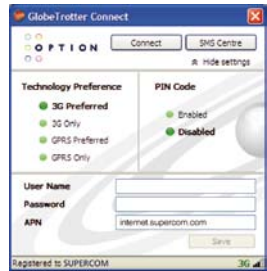 GlobeTrotter Connect
OPTION
Connect
SMS Centre
Hide settings
Technology Preference
3G Preferred
3G Only
GPRS Preferred
GPRS Only
PIN Code
Enabled
Disabled
User Name
Password
APN
internet.supercom.com
Save
Registered to SUPERCOM
3G